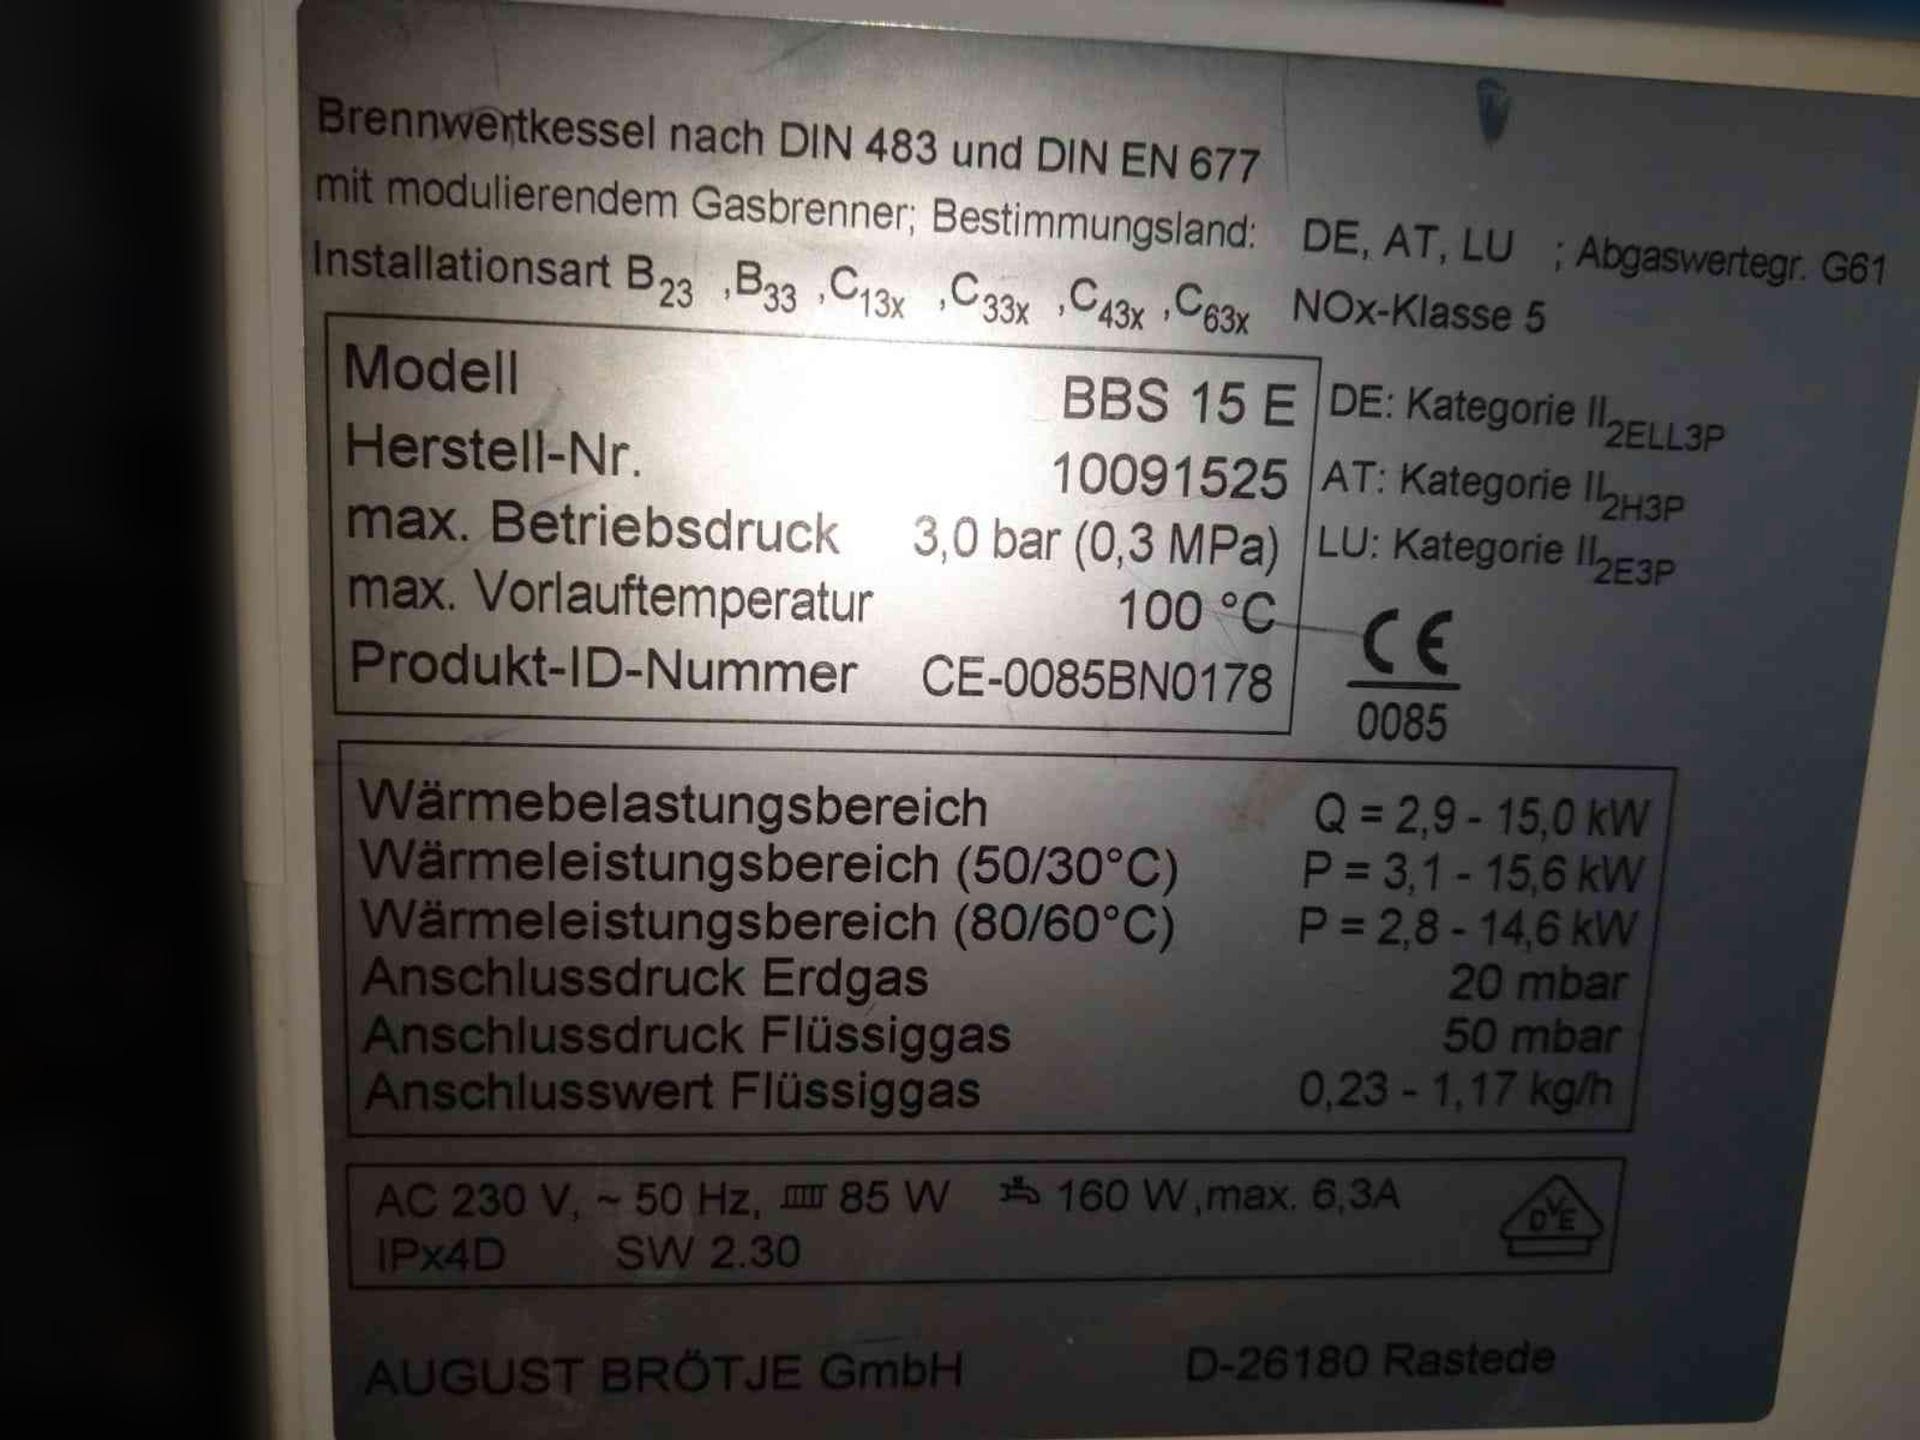 Brennwertkessel nach DIN 483 und DIN EN 677
mit modulierendem Gasbrenner; Bestimmungsland: DE, AT, LU ; Abgaswertegr. G61
Installationsart B23 ,B33 ,C13x ,C33x ,C43x ,C63x NOx-Klasse 5
Modell BBS 15 E
Herstell-Nr. 10091525
max. Betriebsdruck 3,0 bar (0,3 MPa)
max. Vorlauftemperatur 100 °C
Produkt-ID-Nummer CE-0085BN0178
DE: Kategorie II2ELL3P
AT: Kategorie II2H3P
LU: Kategorie II2E3P
CE
0085
Wärmebelastungsbereich Q = 2,9 - 15,0 kW
Wärmeleistungsbereich (50/30°C) P = 3,1 - 15,6 kW
Wärmeleistungsbereich (80/60°C) P = 2,8 - 14,6 kW
Anschlussdruck Erdgas 20 mbar
Anschlussdruck Flüssiggas 50 mbar
Anschlusswert Flüssiggas 0,23 - 1,17 kg/h
AC 230 V, ~ 50 Hz, 85 W 160 W,max. 6,3A
IPx4D SW 2.30
DVE
AUGUST BRÖTJE GmbH D-26180 Rastede